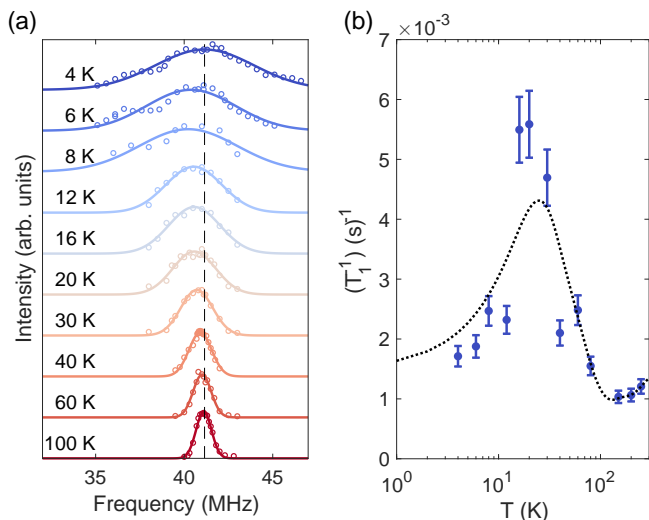 (a)
4 K
6 K
8 K
12 K
16 K
20 K
30 K
40 K
60 K
100 K
Intensity (arb. units)
35 40 45
Frequency (MHz)
(b)
×10⁻³
7
6
5
4
3
2
1
0
(T₁⁻¹) (s)⁻¹
10⁰ 10¹ 10²
T (K)